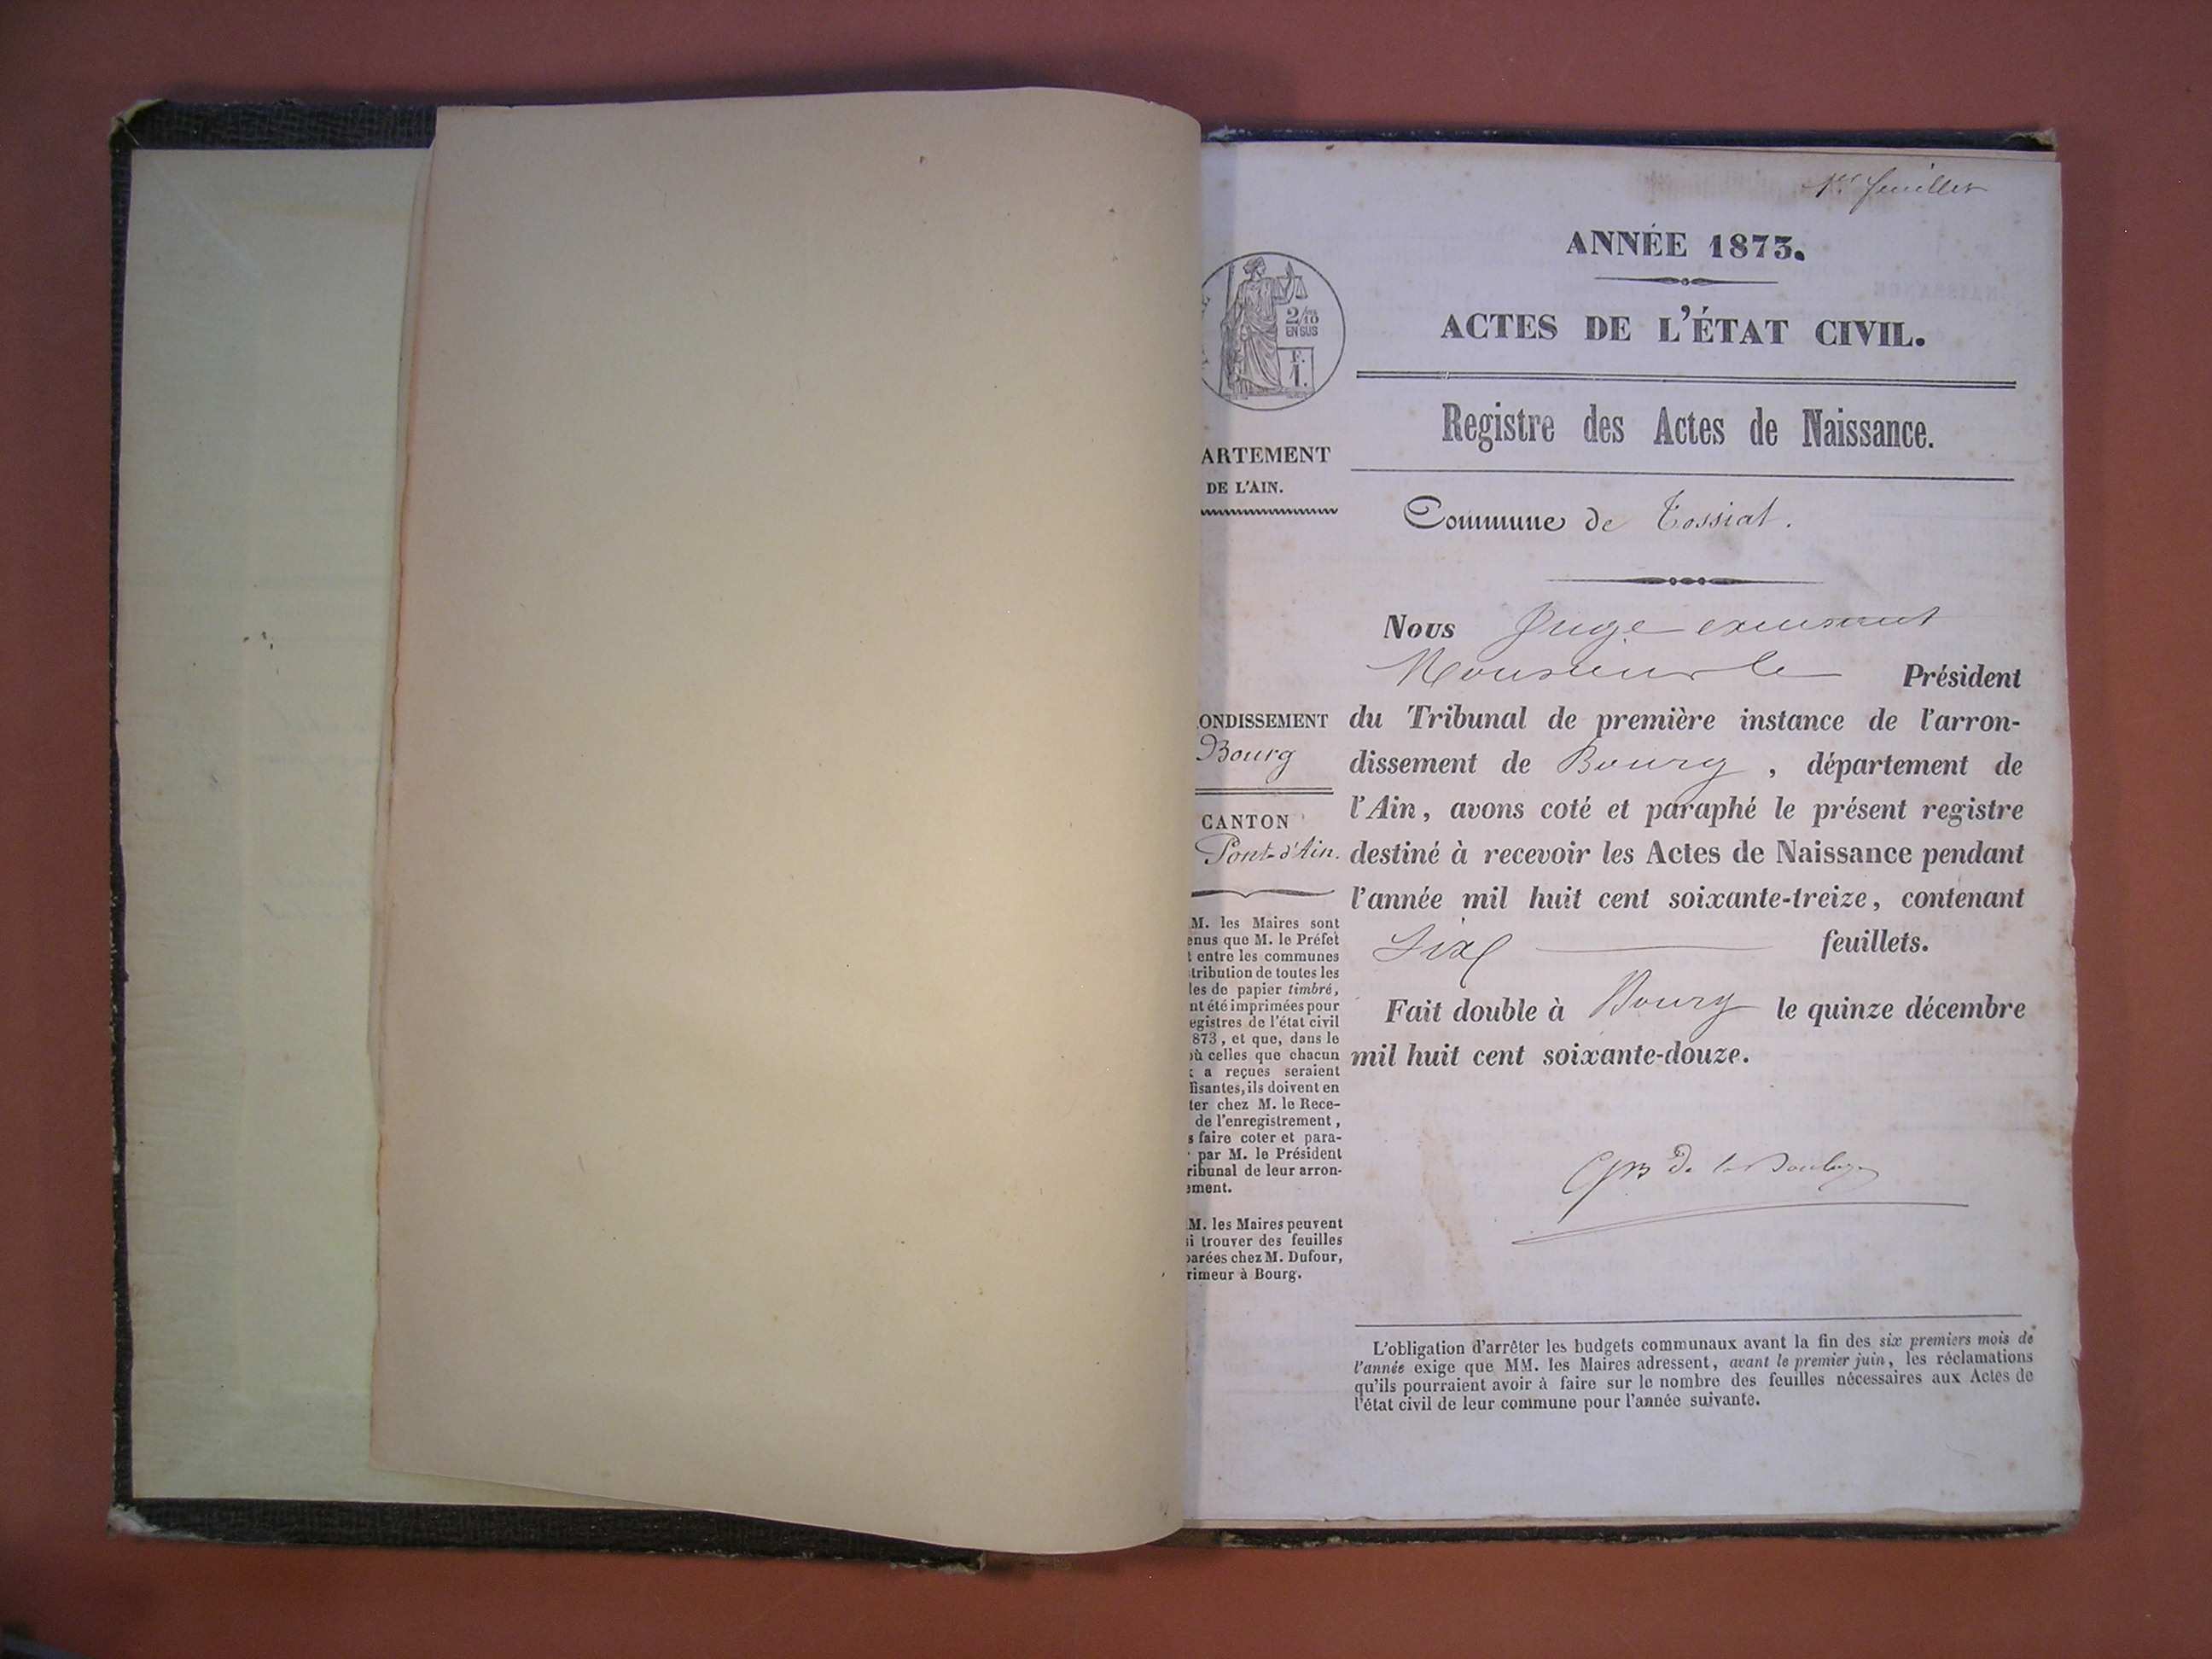 1er feuillet
ANNÉE 1873.
ACTES DE L'ÉTAT CIVIL.
2/10
EN SUS
F.
1.
Registre des Actes de Naissance.
ARTEMENT
DE L'AIN.
Commune de Tossiat.
Nous Juge
Monsieur le Président
du Tribunal de première instance de l'arron-
dissement de Bourg, département de
l'Ain, avons coté et paraphé le présent registre
destiné à recevoir les Actes de Naissance pendant
l'année mil huit cent soixante-treize, contenant
Six feuillets.
Fait double à Bourg le quinze décembre
mil huit cent soixante-douze.
ONDISSEMENT
Bourg
CANTON
Pont-d'Ain.
M. les Maires sont
enus que M. le Préfet
t entre les communes
tribution de toutes les
les de papier timbré,
nt été imprimées pour
egistres de l'état civil
873, et que, dans le
où celles que chacun
x a reçues seraient
fisantes, ils doivent en
ter chez M. le Rece-
de l'enregistrement,
s faire coter et para-
par M. le Président
ribunal de leur arron-
ement.
M. les Maires peuvent
si trouver des feuilles
parées chez M. Dufour,
rimeur à Bourg.
L'obligation d'arrêter les budgets communaux avant la fin des six premiers mois de
l'année exige que MM. les Maires adressent, avant le premier juin, les réclamations
qu'ils pourraient avoir à faire sur le nombre des feuilles nécessaires aux Actes de
l'état civil de leur commune pour l'année suivante.